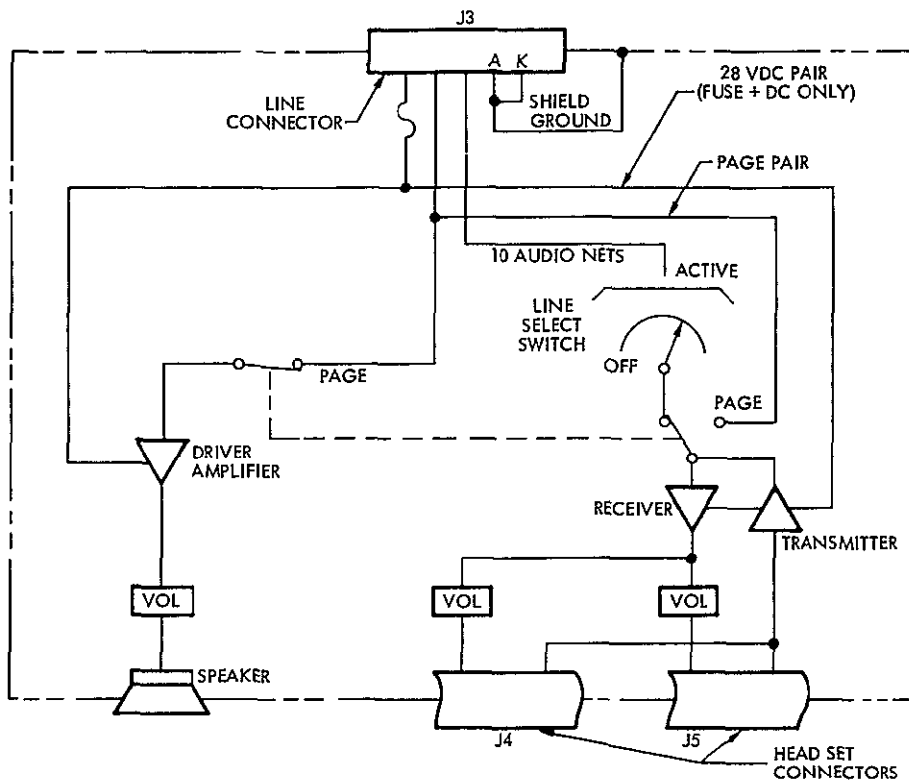 J3
A K
LINE
CONNECTOR
SHIELD
GROUND
28 VDC PAIR
(FUSE + DC ONLY)
PAGE PAIR
10 AUDIO NETS
ACTIVE
LINE
SELECT
SWITCH
OFF
PAGE
PAGE
DRIVER
AMPLIFIER
RECEIVER
TRANSMITTER
VOL
VOL
VOL
SPEAKER
J4
J5
HEAD SET
CONNECTORS